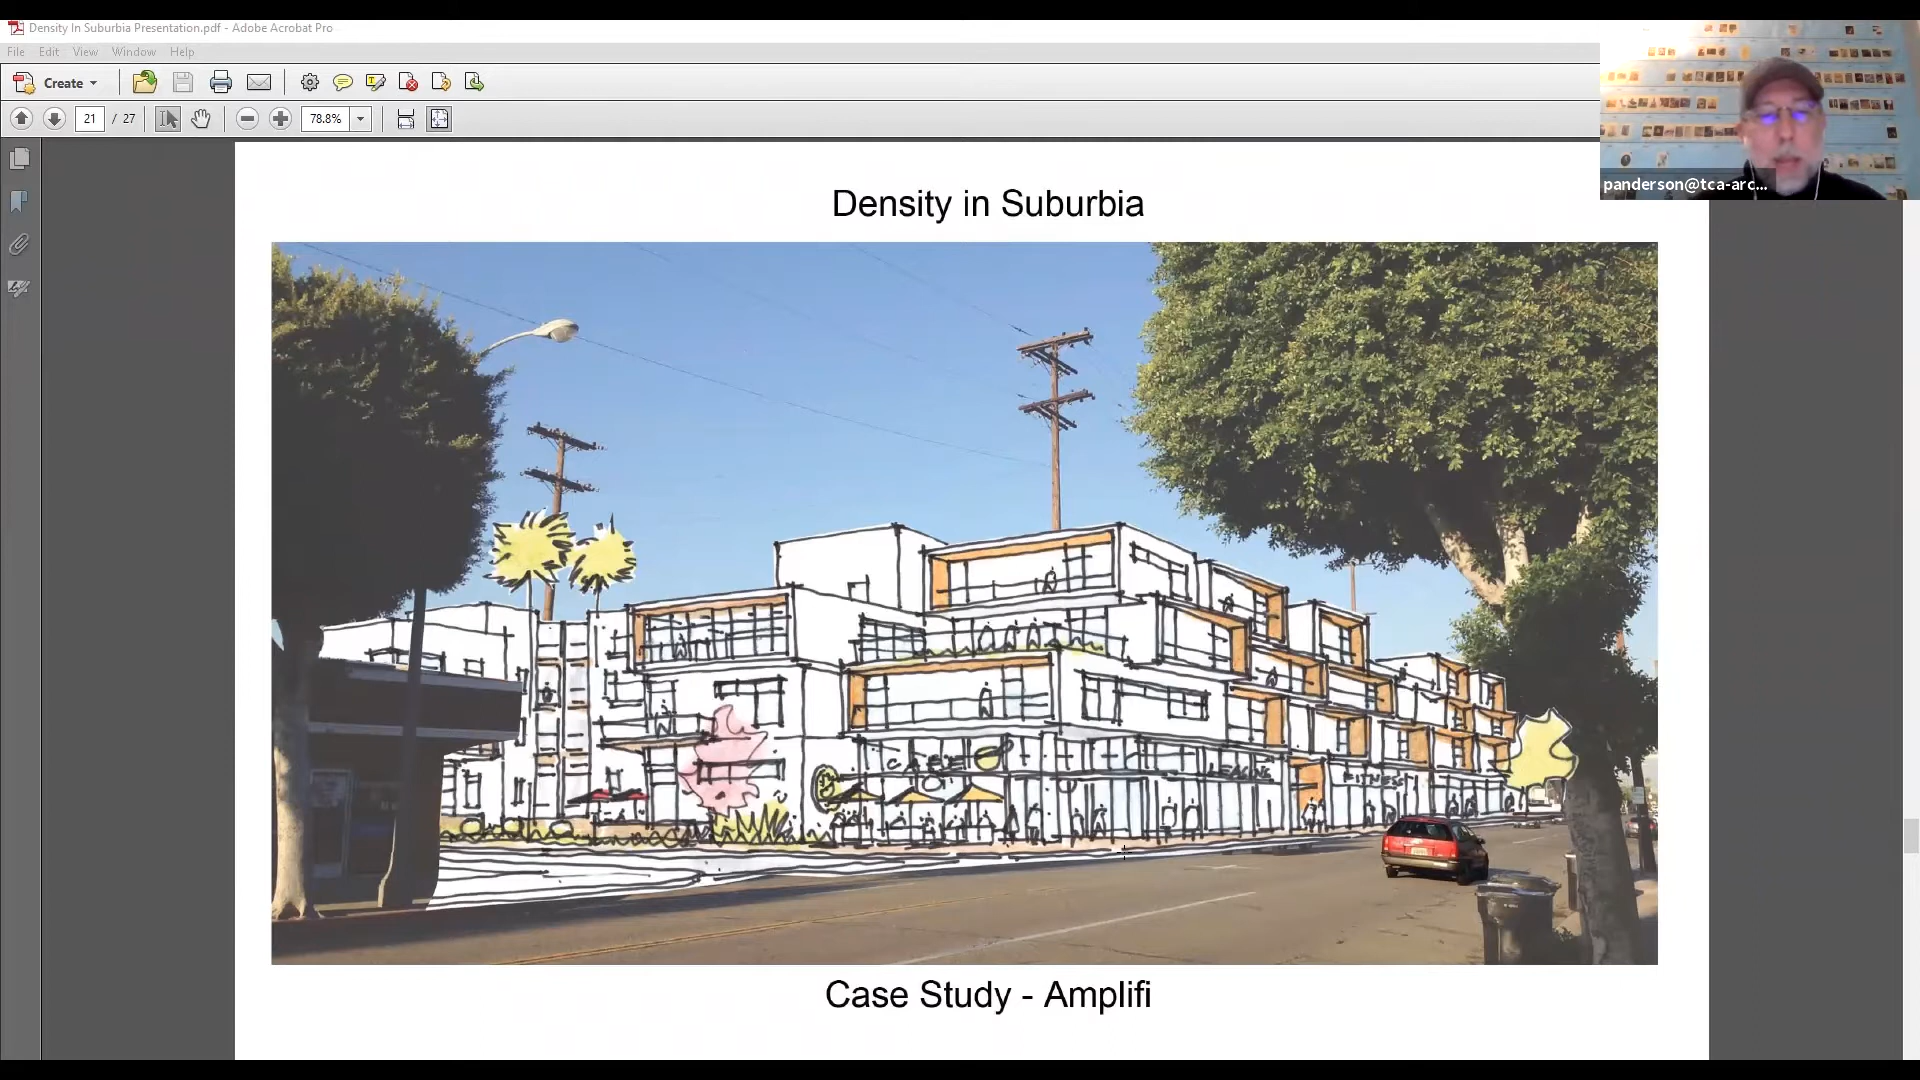 Density In Suburbia Presentation.pdf - Adobe Acrobat Pro
File Edit View Window Help
Create
21 / 27
78.8%
panderson@tca-arc...
Density in Suburbia
CAFE
LEASING
FITNESS
Case Study - Amplifi